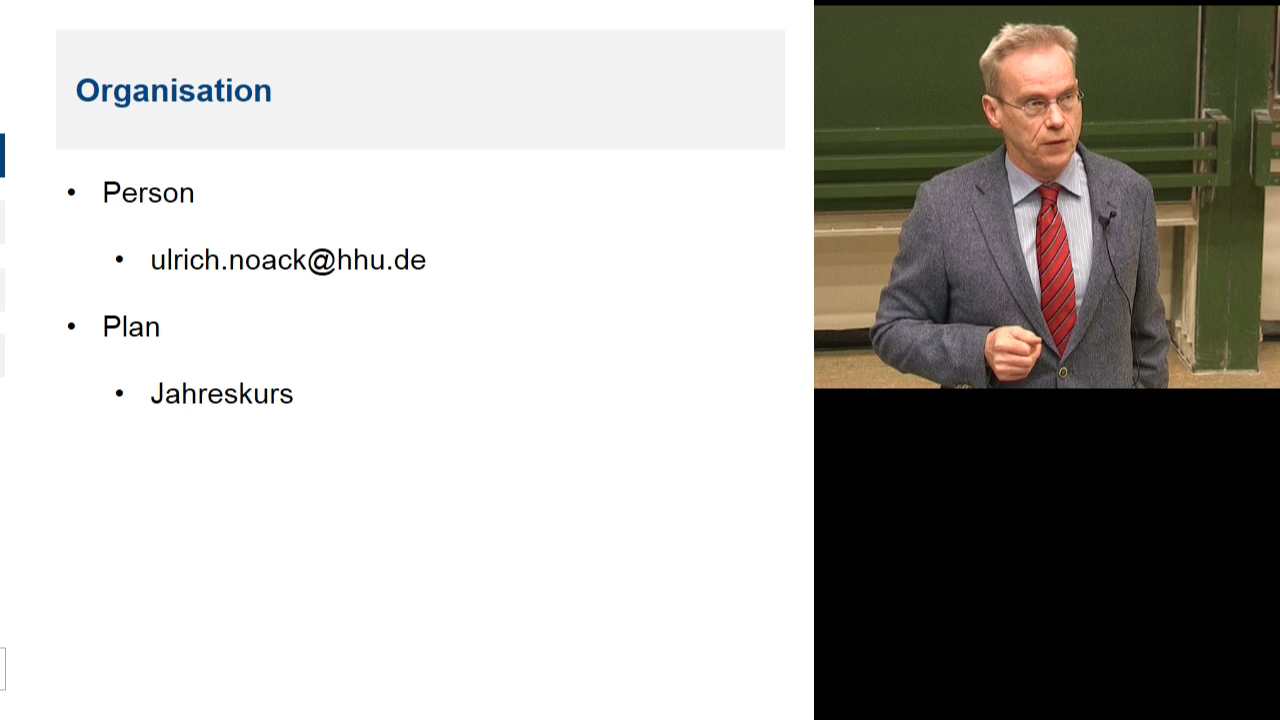 Organisation
• Person
• ulrich.noack@hhu.de
• Plan
• Jahreskurs